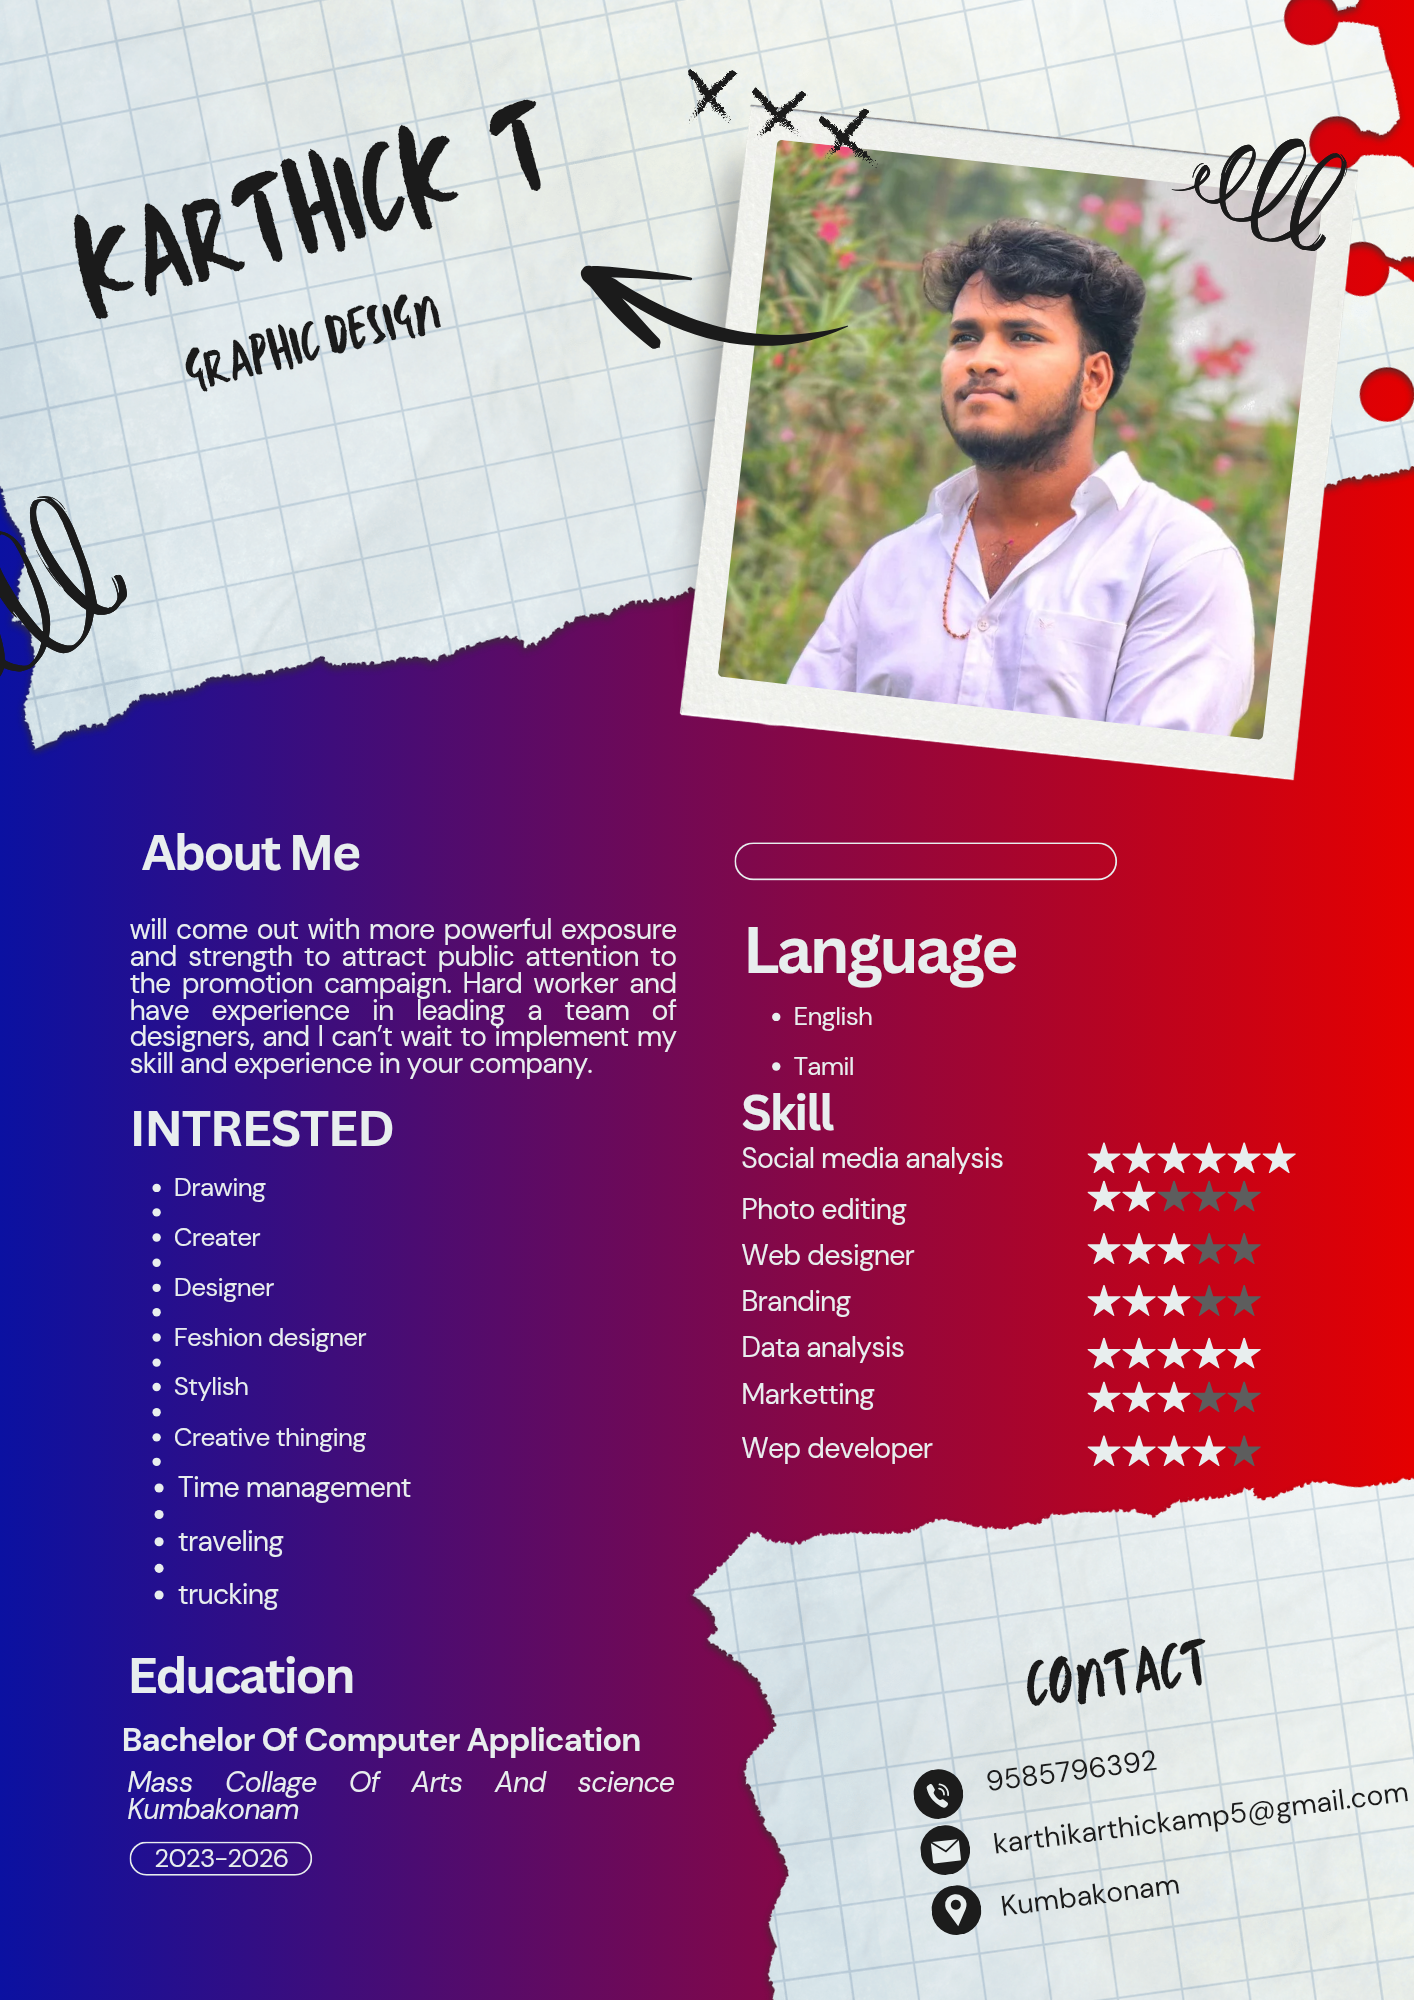 KARTHICK T
GRAPHIC DESIGN
About Me
will come out with more powerful exposure
and strength to attract public attention to
the promotion campaign. Hard worker and
have experience in leading a team of
designers, and I can't wait to implement my
skill and experience in your company.
INTRESTED
Drawing
Creater
Designer
Feshion designer
Stylish
Creative thinging
Time management
traveling
trucking
Education
Bachelor Of Computer Application
Mass Collage Of Arts And science
Kumbakonam
2023-2026
Language
English
Tamil
Skill
Social media analysis
Photo editing
Web designer
Branding
Data analysis
Marketting
Wep developer
CONTACT
9585796392
karthikarthickamp5@gmail.com
Kumbakonam